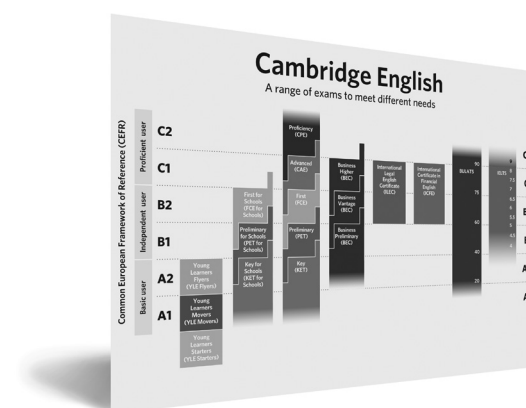 Cambridge English
A range of exams to meet different needs
Common European Framework of Reference (CEFR)
Proficient user
Independent user
Basic user
C2
C1
B2
B1
A2
A1
Young
Learners
Flyers
(YLE Flyers)
Young
Learners
Movers
(YLE Movers)
Young
Learners
Starters
(YLE Starters)
First for
Schools
(FCE for
Schools)
Preliminary
for Schools
(PET for
Schools)
Key for
Schools
(KET for
Schools)
Proficiency
(CPE)
Advanced
(CAE)
First
(FCE)
Preliminary
(PET)
Key
(KET)
Business
Higher
(BEC)
Business
Vantage
(BEC)
Business
Preliminary
(BEC)
International
Legal
English
Certificate
(ILEC)
International
Certificate in
Financial
English
(ICFE)
BULATS
90
75
60
40
20
IELTS